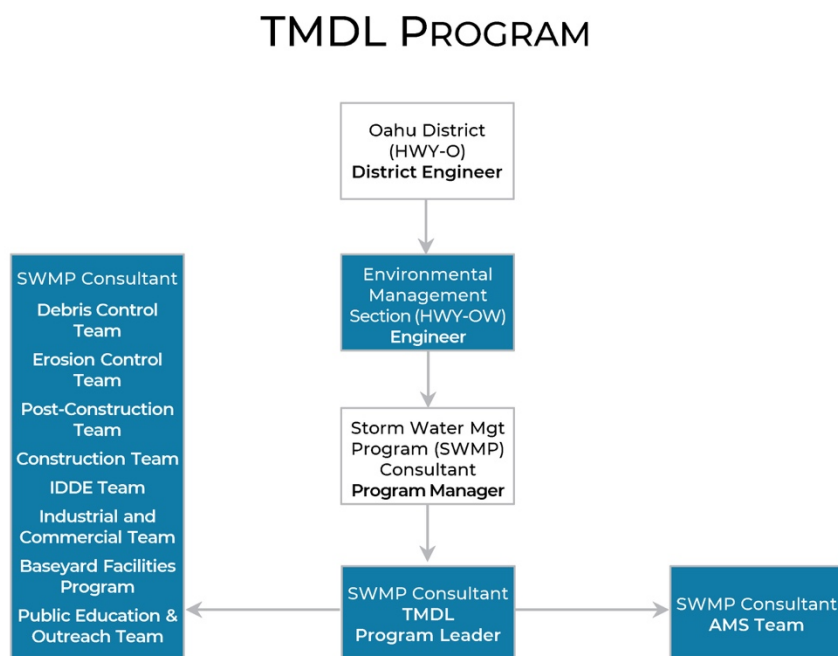 TMDL PROGRAM
Oahu District
(HWY-O)
District Engineer
Environmental
Management
Section (HWY-OW)
Engineer
Storm Water Mgt
Program (SWMP)
Consultant
Program Manager
SWMP Consultant
TMDL
Program Leader
SWMP Consultant
Debris Control
Team
Erosion Control
Team
Post-Construction
Team
Construction Team
IDDE Team
Industrial and
Commercial Team
Baseyard Facilities
Program
Public Education &
Outreach Team
SWMP Consultant
AMS Team